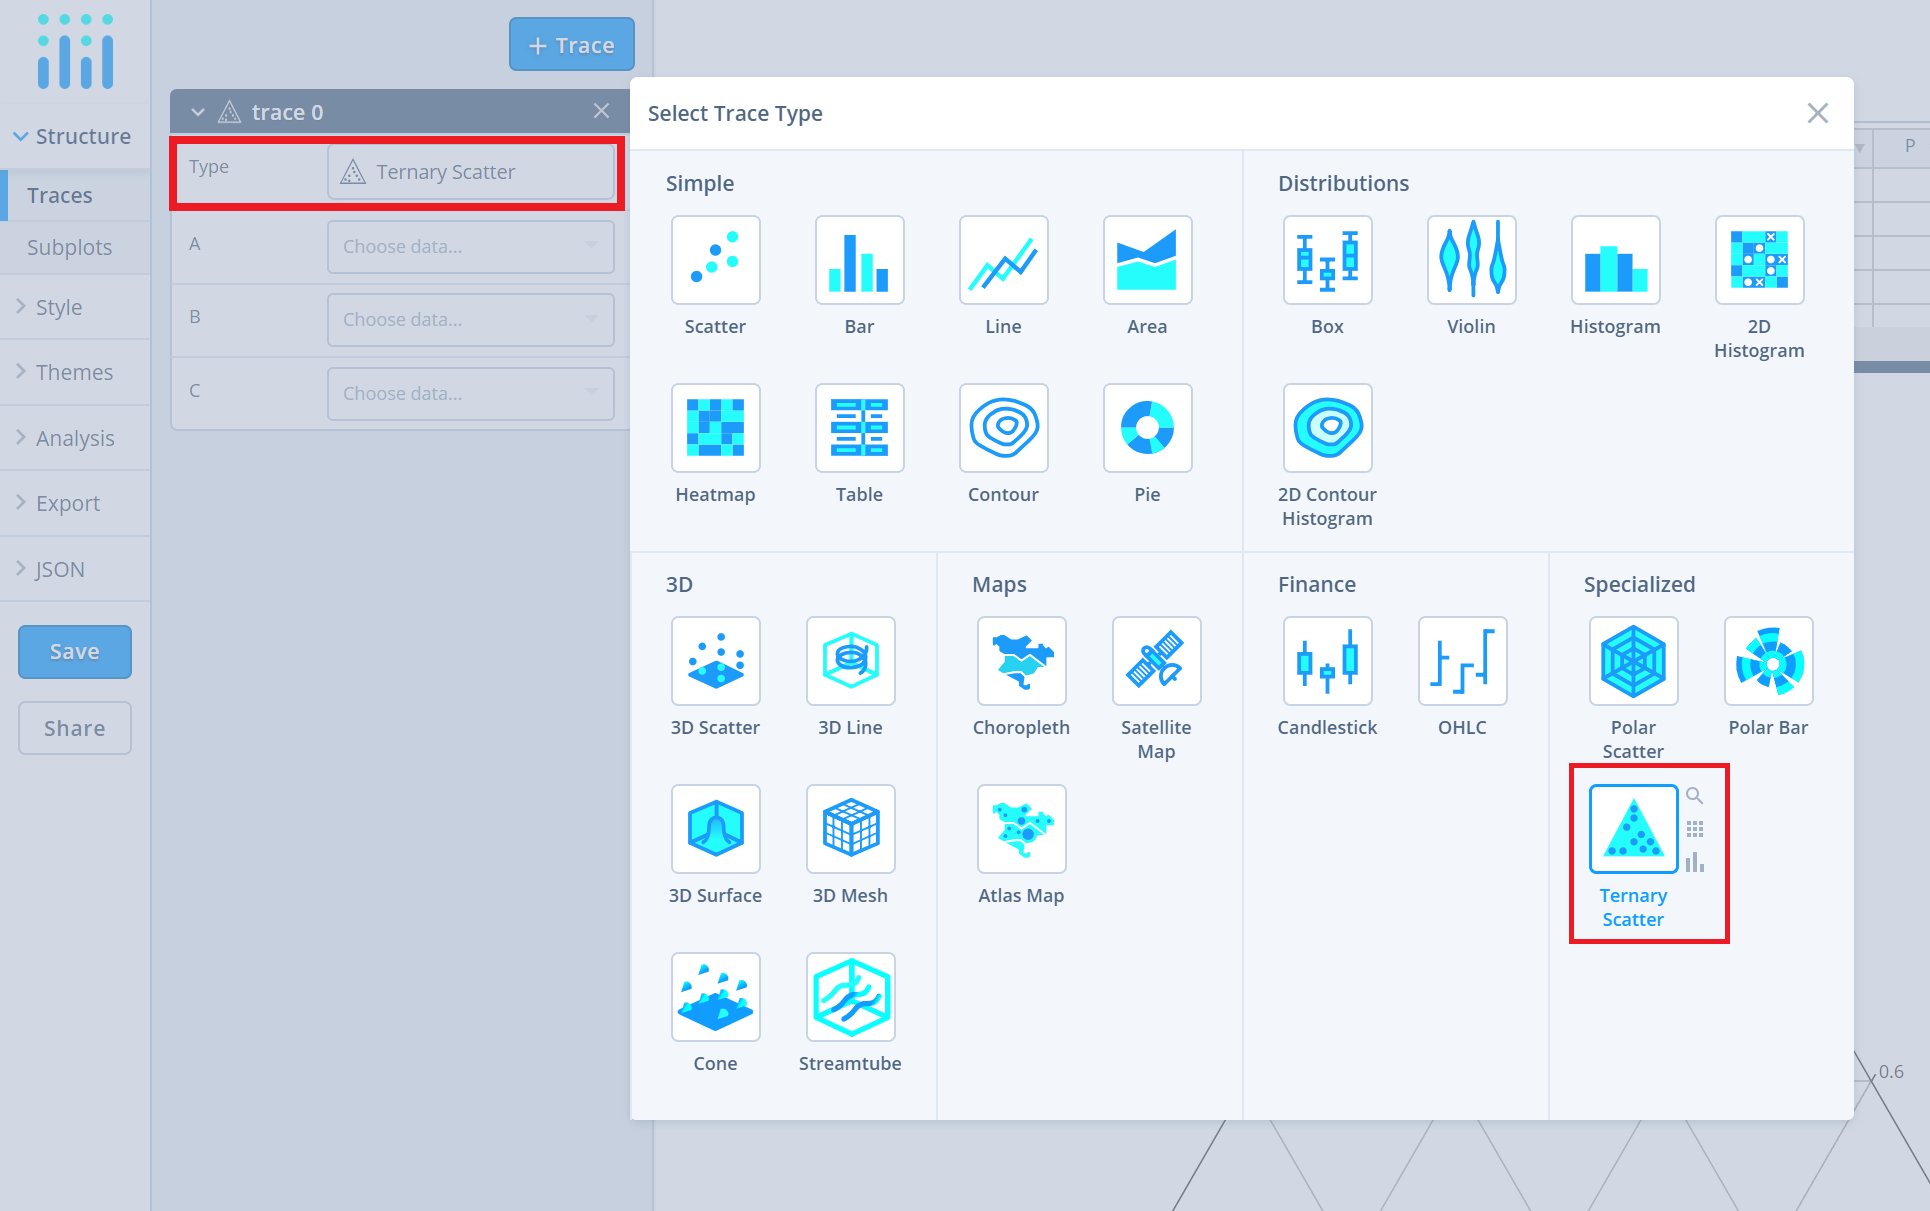 Structure
Traces
Subplots
Style
Themes
Analysis
Export
JSON
Save
Share
+ Trace
trace 0
Type
Ternary Scatter
A
Choose data...
B
Choose data...
C
Choose data...
Select Trace Type
Simple
Scatter
Bar
Line
Area
Heatmap
Table
Contour
Pie
Distributions
Box
Violin
Histogram
2D
Histogram
2D Contour
Histogram
3D
3D Scatter
3D Line
3D Surface
3D Mesh
Cone
Streamtube
Maps
Choropleth
Satellite
Map
Atlas Map
Finance
Candlestick
OHLC
Specialized
Polar
Scatter
Polar Bar
Ternary
Scatter
P
0.6